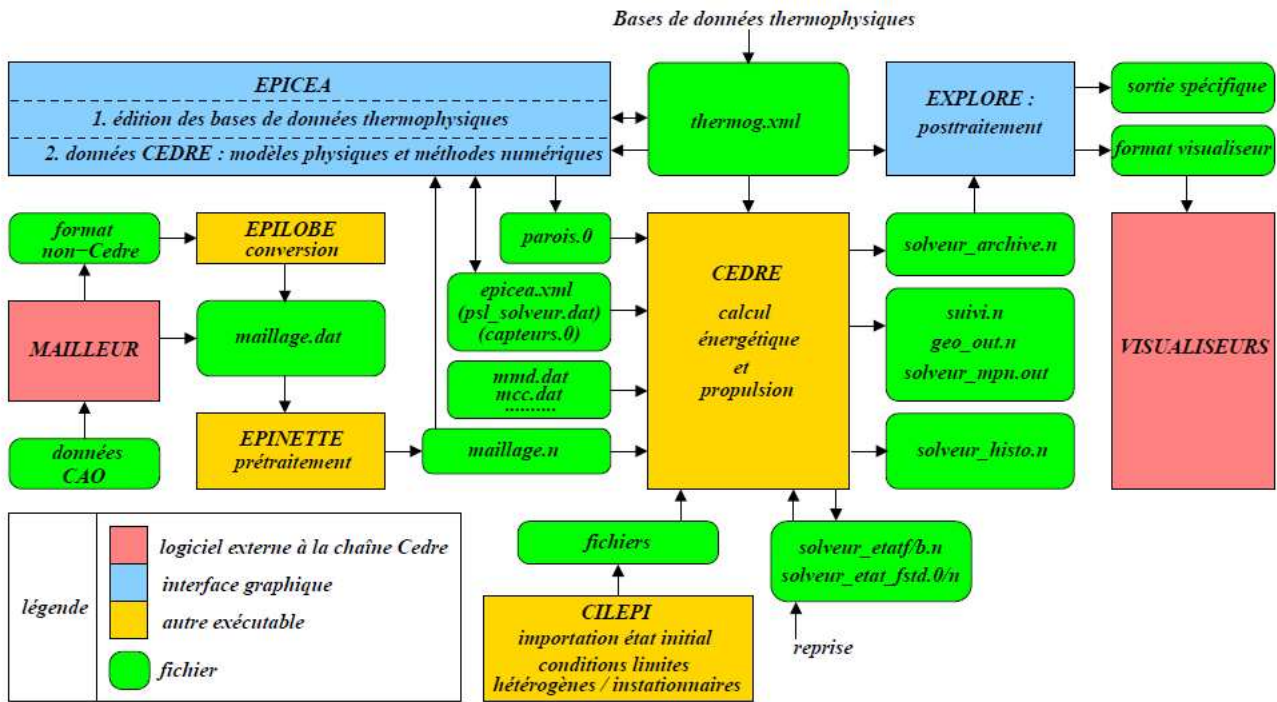 Bases de données thermophysiques
EPICEA
1. édition des bases de données thermophysiques
2. données CEDRE : modèles physiques et méthodes numériques
thermog.xml
EXPLORE :
posttraitement
sortie spécifique
format visualiseur
format
non−Cedre
EPILOBE
conversion
parois.0
CEDRE
calcul
énergétique
et
propulsion
solveur_archive.n
epicea.xml
(psl_solveur.dat)
(capteurs.0)
MAILLEUR
maillage.dat
suivi.n
geo_out.n
solveur_mpn.out
VISUALISEURS
mmd.dat
mcc.dat
..........
données
CAO
EPINETTE
prétraitement
maillage.n
solveur_histo.n
légende
logiciel externe à la chaîne Cedre
interface graphique
autre exécutable
fichier
fichiers
solveur_etatf/b.n
solveur_etat_fstd.0/n
CILEPI
importation état initial
conditions limites
hétérogènes / instationnaires
reprise